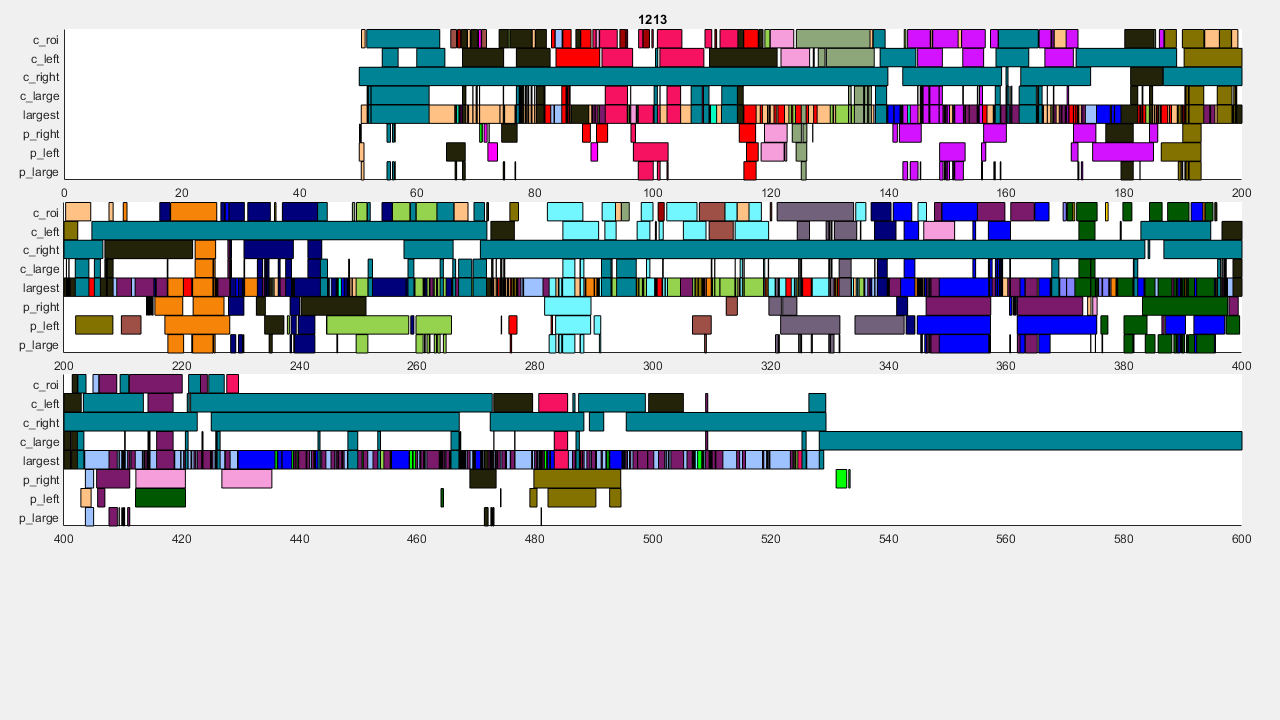 1213
c_roi
c_left
c_right
c_large
largest
p_right
p_left
p_large
0 20 40 60 80 100 120 140 160 180 200
c_roi
c_left
c_right
c_large
largest
p_right
p_left
p_large
200 220 240 260 280 300 320 340 360 380 400
c_roi
c_left
c_right
c_large
largest
p_right
p_left
p_large
400 420 440 460 480 500 520 540 560 580 600